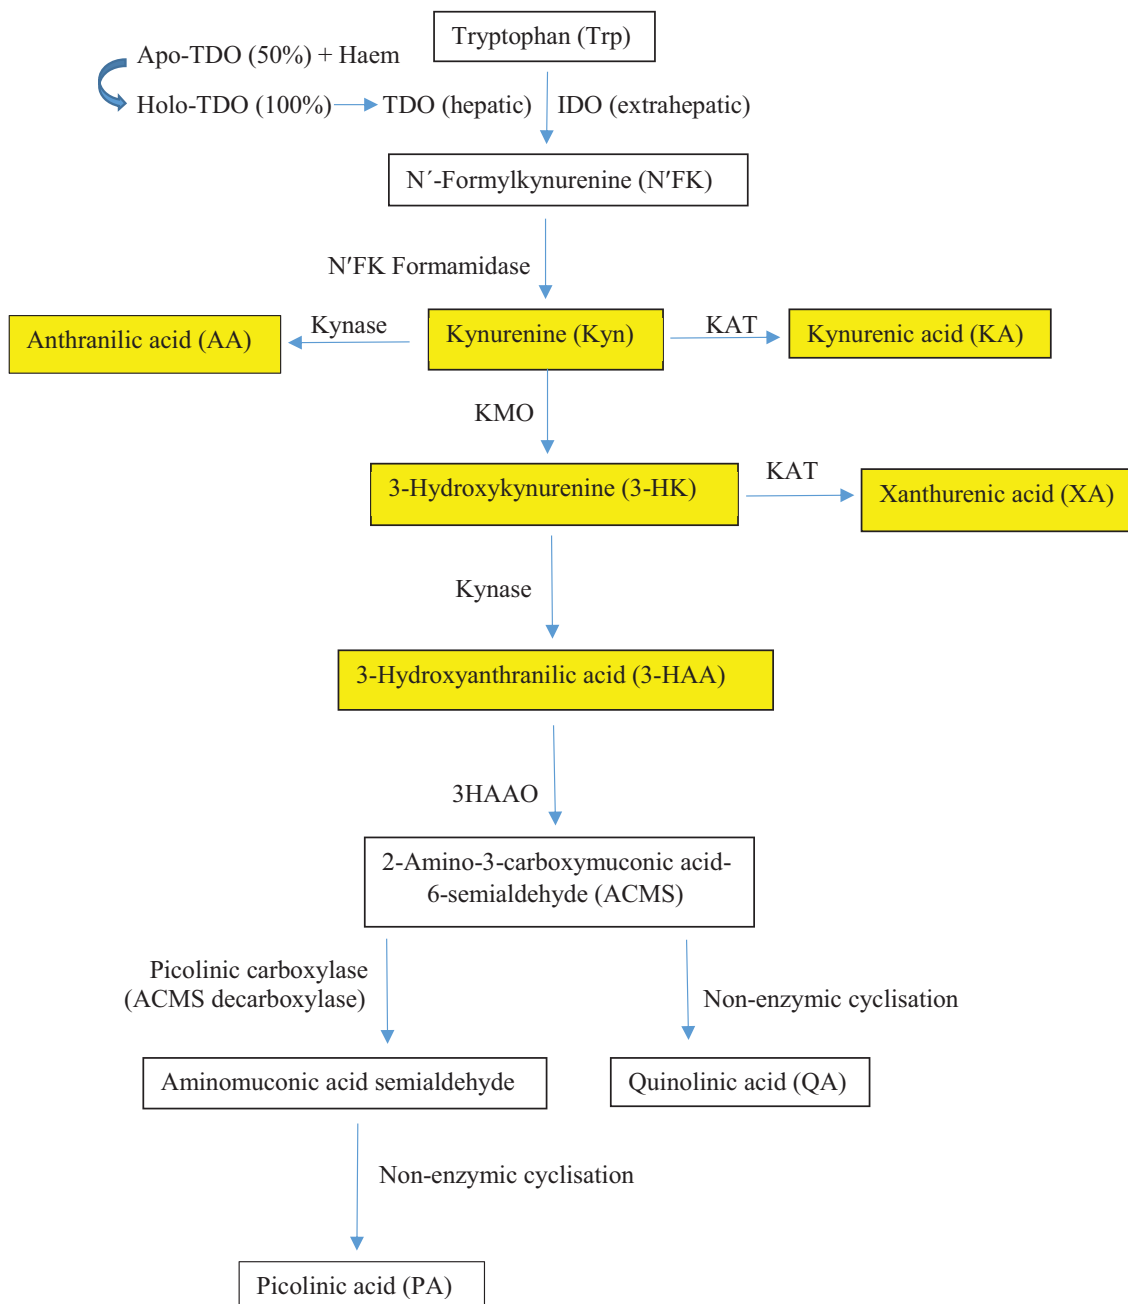 Tryptophan (Trp)
Apo-TDO (50%) + Haem
Holo-TDO (100%)
TDO (hepatic)
IDO (extrahepatic)
N´-Formylkynurenine (N′FK)
N′FK Formamidase
Anthranilic acid (AA)
Kynase
Kynurenine (Kyn)
KAT
Kynurenic acid (KA)
KMO
3-Hydroxykynurenine (3-HK)
KAT
Xanthurenic acid (XA)
Kynase
3-Hydroxyanthranilic acid (3-HAA)
3HAAO
2-Amino-3-carboxymuconic acid-
6-semialdehyde (ACMS)
Picolinic carboxylase
(ACMS decarboxylase)
Non-enzymic cyclisation
Aminomuconic acid semialdehyde
Quinolinic acid (QA)
Non-enzymic cyclisation
Picolinic acid (PA)